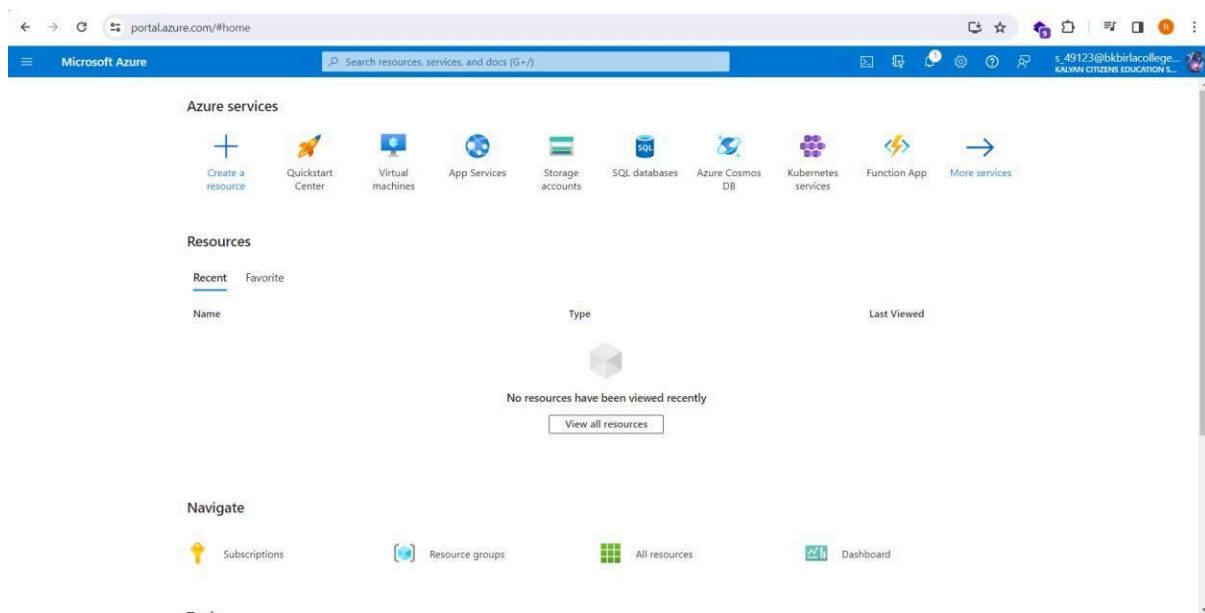 portal.azure.com/#home
9
R
Microsoft Azure
Search resources, services, and docs (G+/)
1
s_49123@bkbirlacollege...
KALYAN CITIZENS EDUCATION S...
Azure services
Create a resource
Quickstart Center
Virtual machines
App Services
Storage accounts
SQL
SQL databases
Azure Cosmos DB
Kubernetes services
Function App
More services
Resources
Recent Favorite
Name Type Last Viewed
No resources have been viewed recently
View all resources
Navigate
Subscriptions Resource groups All resources Dashboard